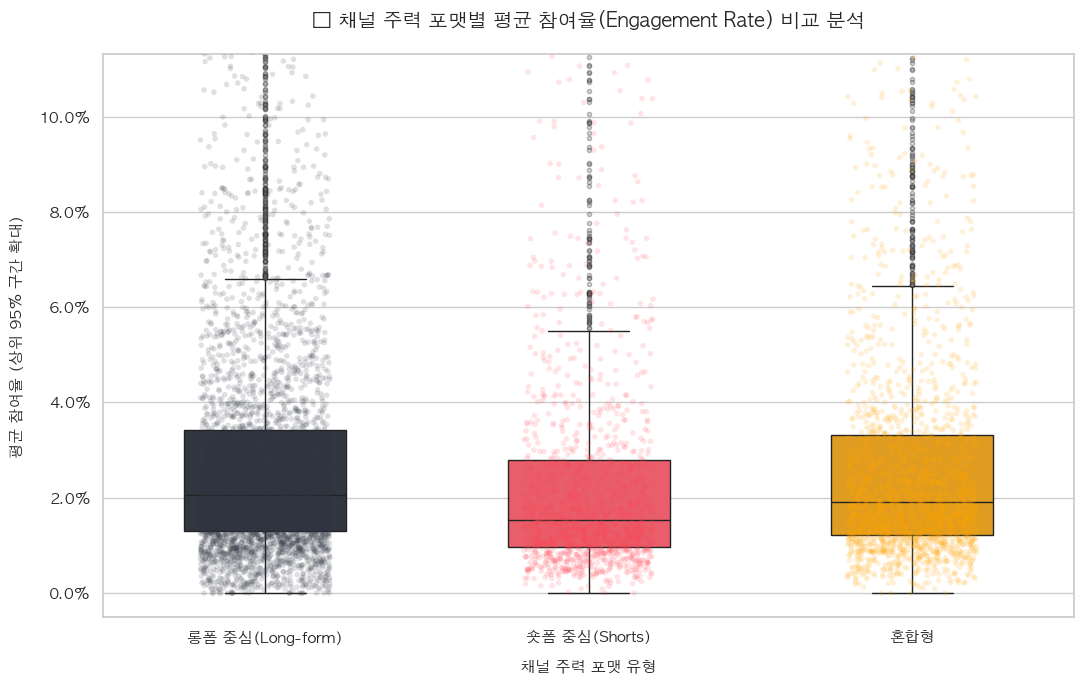 □ 채널 주력 포맷별 평균 참여율(Engagement Rate) 비교 분석
평균 참여율 (상위 95% 구간 확대)
10.0%
8.0%
6.0%
4.0%
2.0%
0.0%
롱폼 중심(Long-form)
숏폼 중심(Shorts)
혼합형
채널 주력 포맷 유형